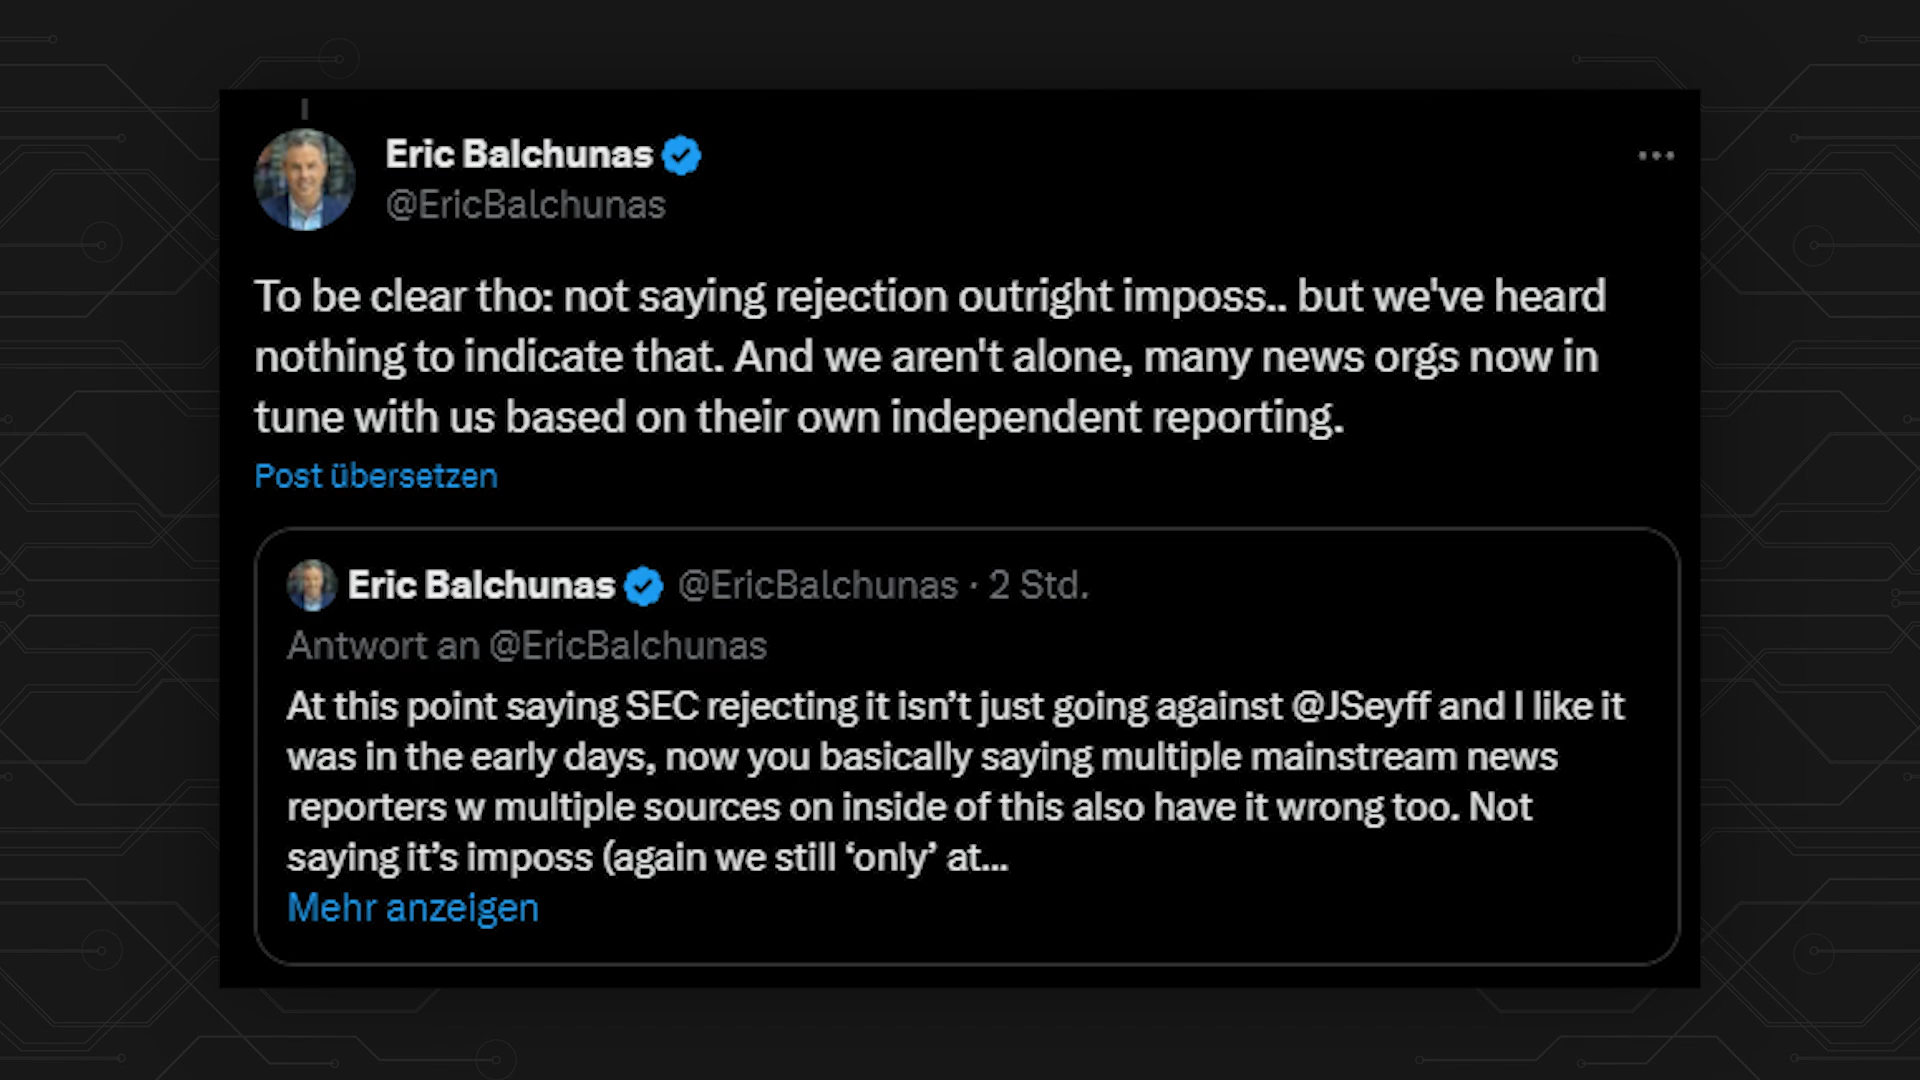 Eric Balchunas
@EricBalchunas
To be clear tho: not saying rejection outright imposs.. but we've heard
nothing to indicate that. And we aren't alone, many news orgs now in
tune with us based on their own independent reporting.
Post übersetzen
Eric Balchunas @EricBalchunas · 2 Std.
Antwort an @EricBalchunas
At this point saying SEC rejecting it isn’t just going against @JSeyff and I like it
was in the early days, now you basically saying multiple mainstream news
reporters w multiple sources on inside of this also have it wrong too. Not
saying it’s imposs (again we still ‘only’ at...
Mehr anzeigen